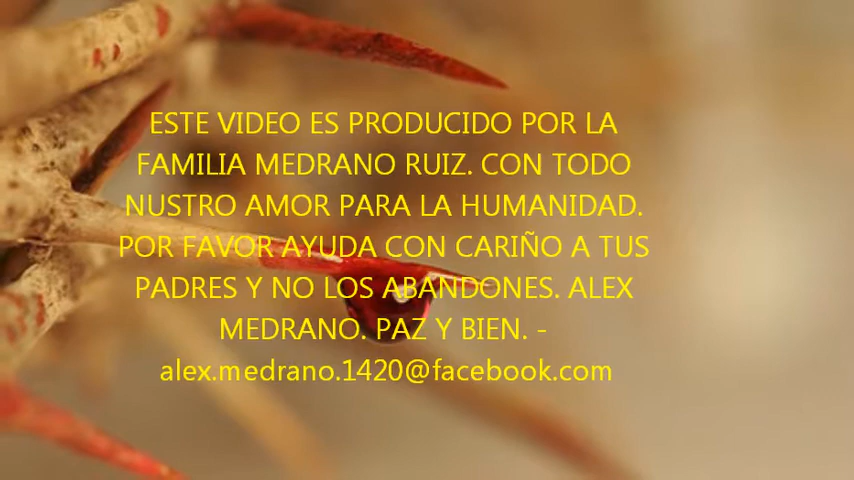 ESTE VIDEO ES PRODUCIDO POR LA
FAMILIA MEDRANO RUIZ. CON TODO
NUSTRO AMOR PARA LA HUMANIDAD.
POR FAVOR AYUDA CON CARIÑO A TUS
PADRES Y NO LOS ABANDONES. ALEX
MEDRANO. PAZ Y BIEN. -
alex.medrano.1420@facebook.com